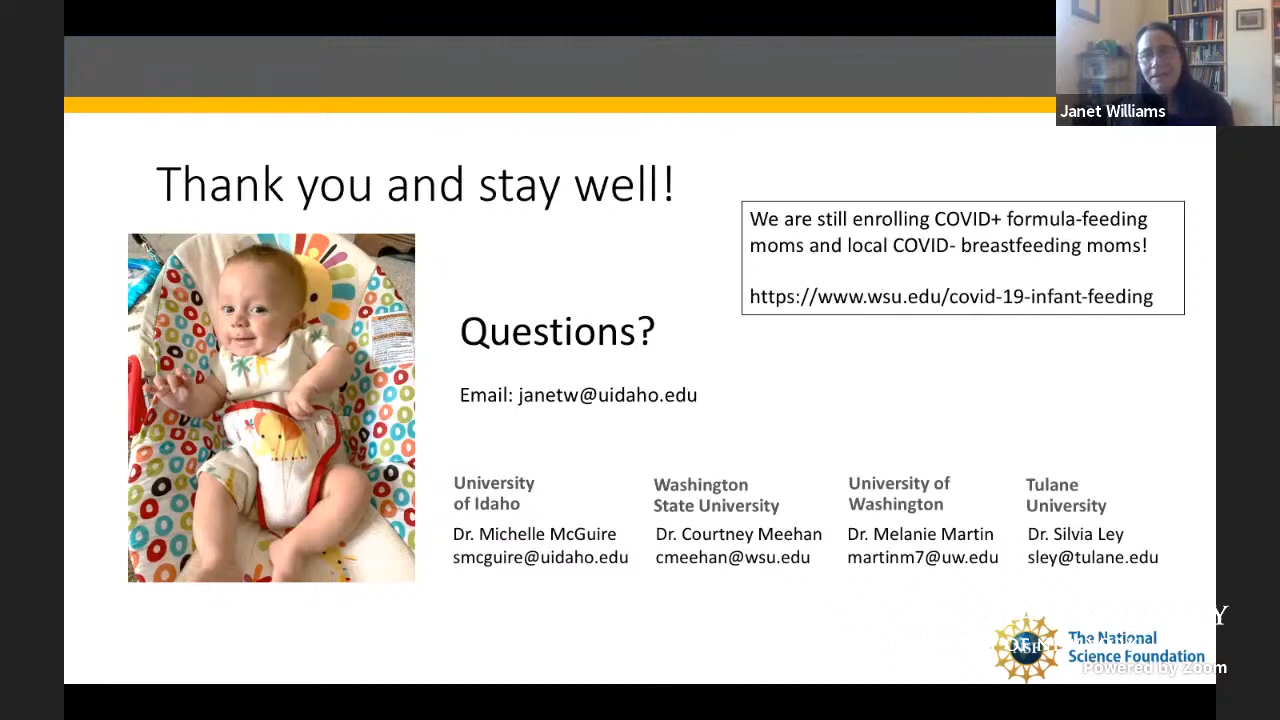 Janet Williams
Thank you and stay well!
We are still enrolling COVID+ formula-feeding
moms and local COVID- breastfeeding moms!
https://www.wsu.edu/covid-19-infant-feeding
Questions?
Email: janetw@uidaho.edu
University
of Idaho
Dr. Michelle McGuire
smcguire@uidaho.edu
Washington
State University
Dr. Courtney Meehan
cmeehan@wsu.edu
University of
Washington
Dr. Melanie Martin
martinm7@uw.edu
Tulane
University
Dr. Silvia Ley
sley@tulane.edu
NSF
The National
Science Foundation
Powered by Zoom